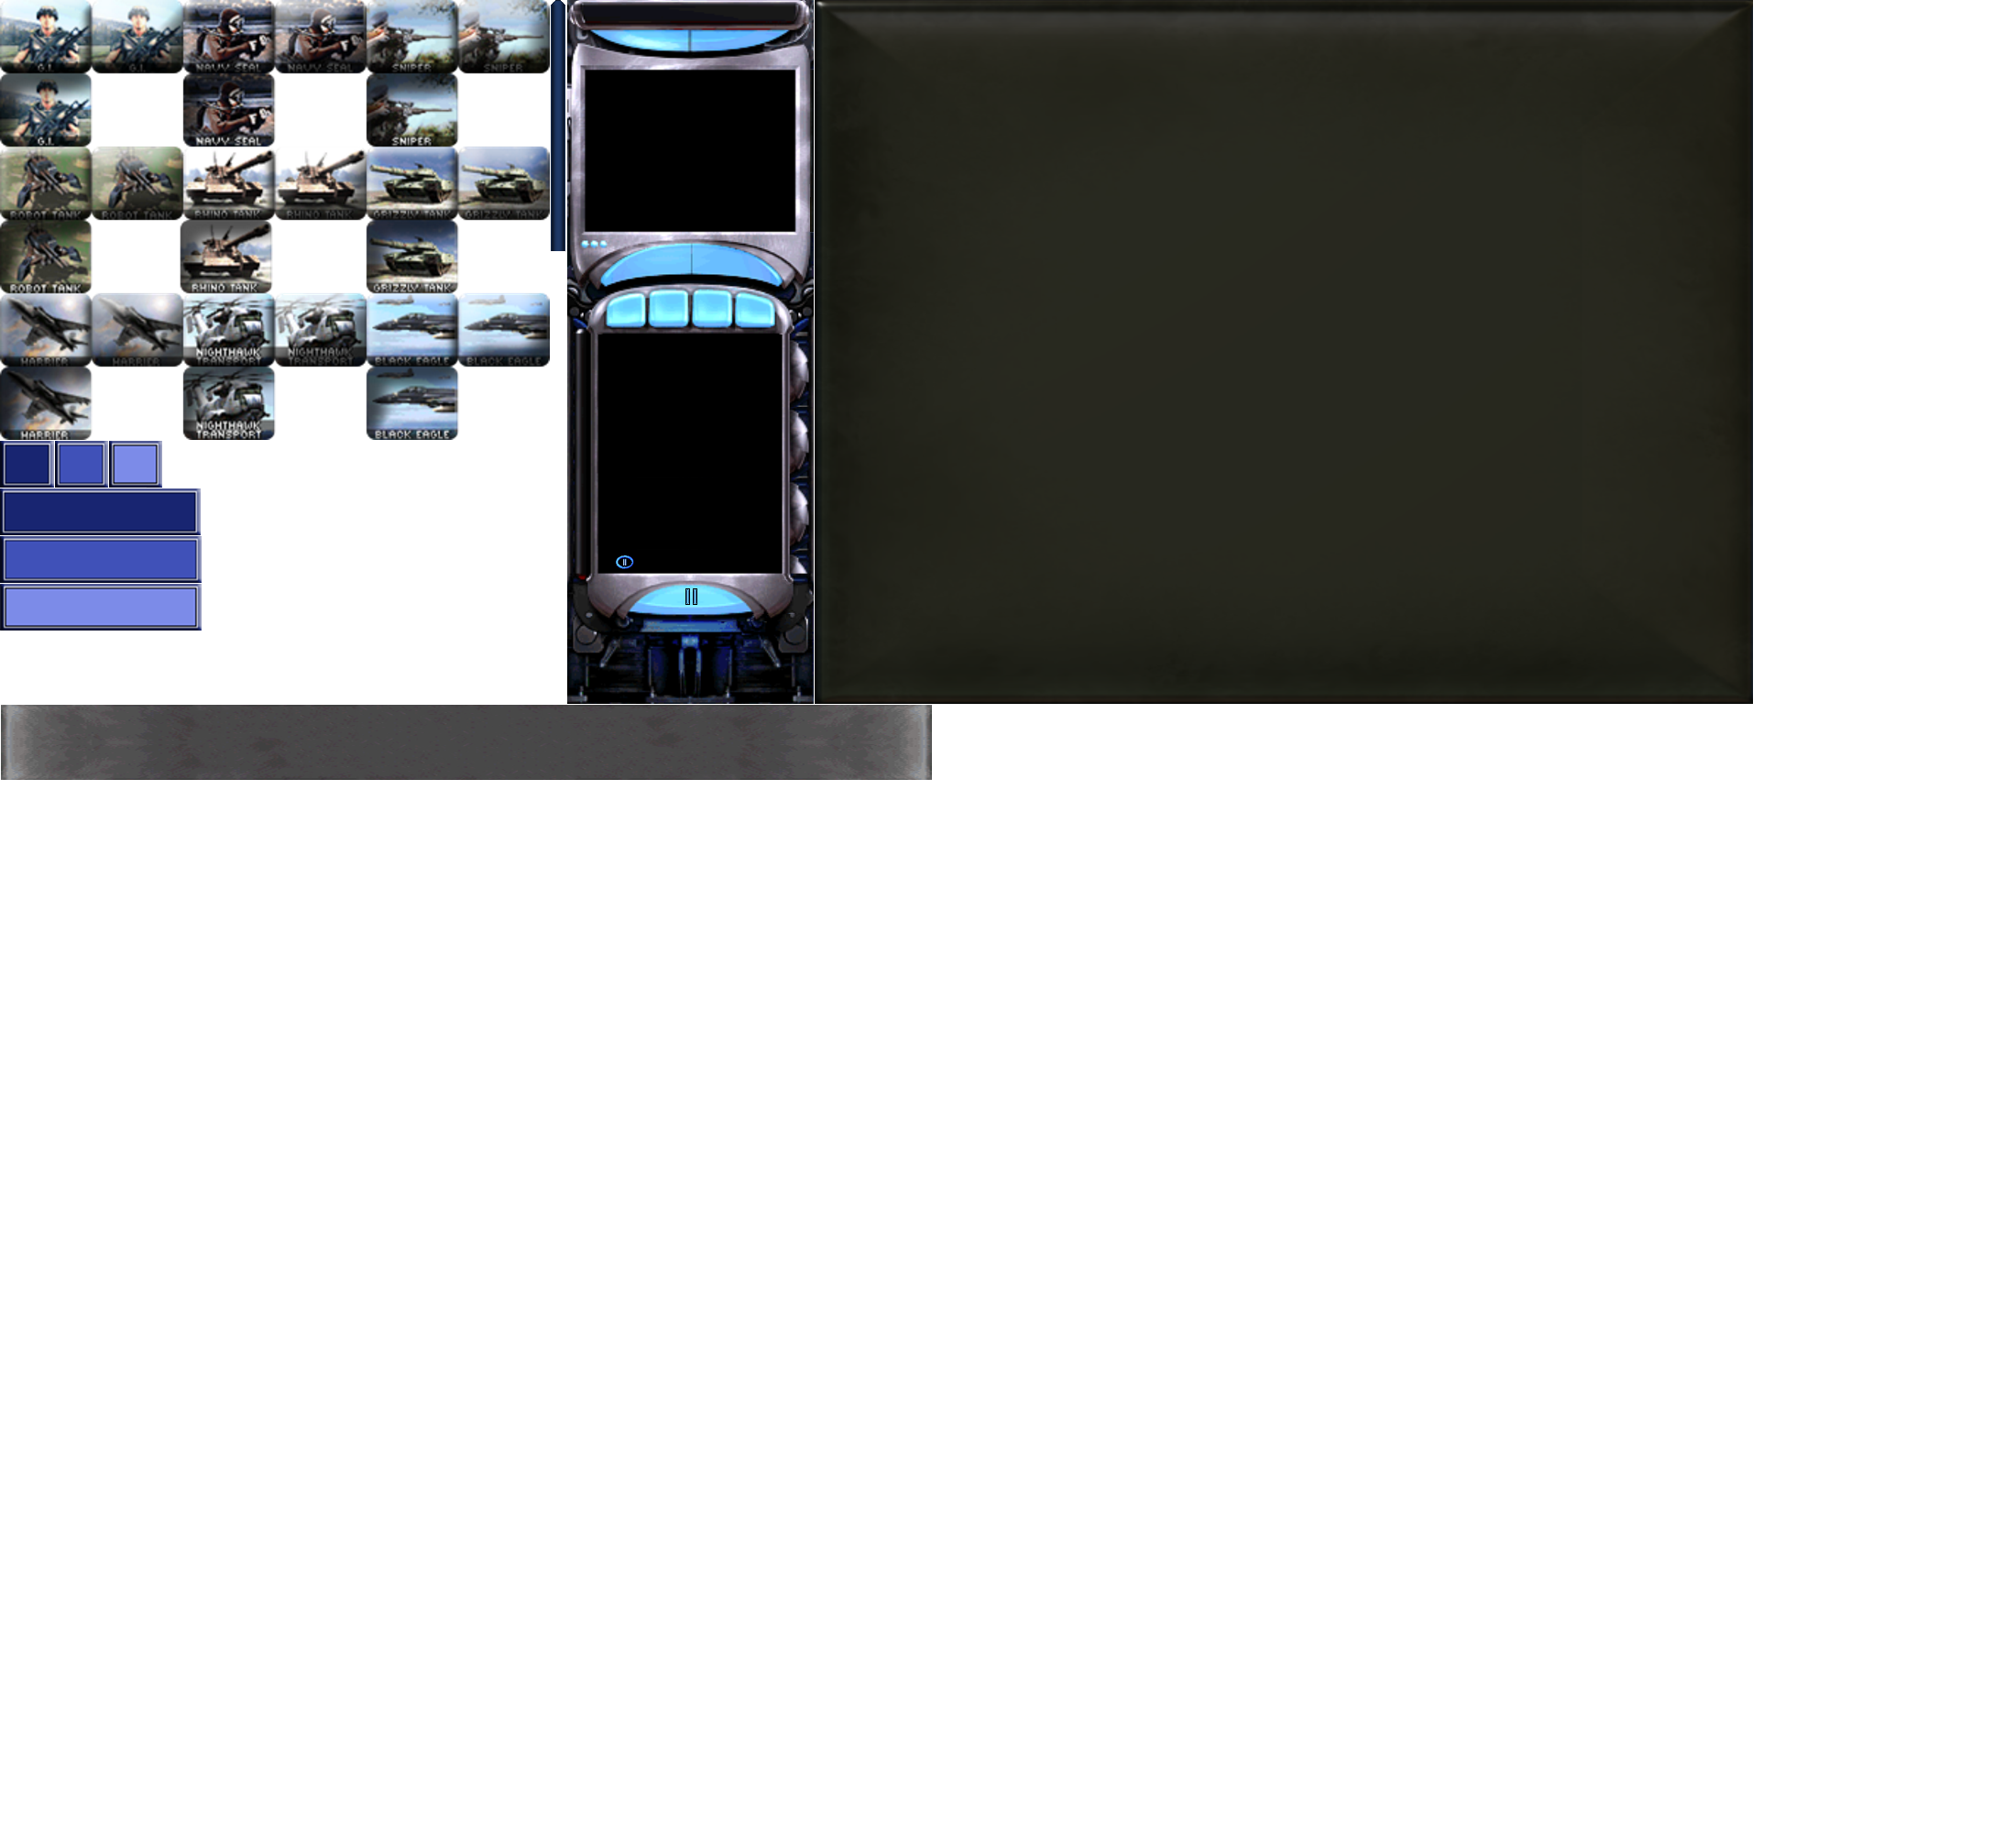 G.I.
G.I.
NAVY SEAL
NAVY SEAL
SNIPER
SNIPER
G.I.
NAVY SEAL
SNIPER
ROBOT TANK
ROBOT TANK
RHINO TANK
RHINO TANK
GRIZZLY TANK
GRIZZLY TANK
ROBOT TANK
RHINO TANK
GRIZZLY TANK
HARRIER
HARRIER
NIGHTHAWK
TRANSPORT
NIGHTHAWK
TRANSPORT
BLACK EAGLE
BLACK EAGLE
HARRIER
NIGHTHAWK
TRANSPORT
BLACK EAGLE